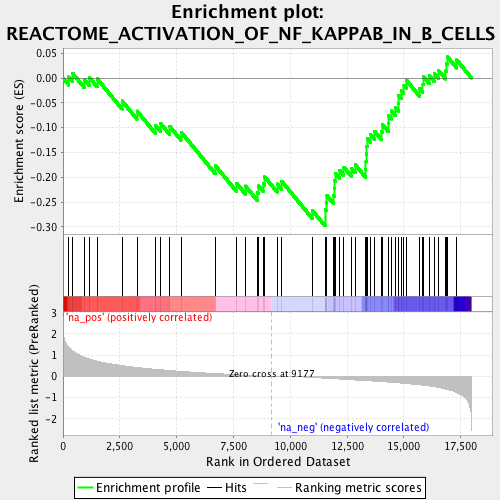 Enrichment plot:
REACTOME_ACTIVATION_OF_NF_KAPPAB_IN_B_CELLS
Enrichment score (ES)
0.05
0.00
-0.05
-0.10
-0.15
-0.20
-0.25
-0.30
'na_pos' (positively correlated)
Ranked list metric (PreRanked)
3
2
1
0
-1
-2
Zero cross at 9177
'na_neg' (negatively correlated)
0
2,500
5,000
7,500
10,000
12,500
15,000
17,500
Rank in Ordered Dataset
Enrichment profile
Hits
Ranking metric scores